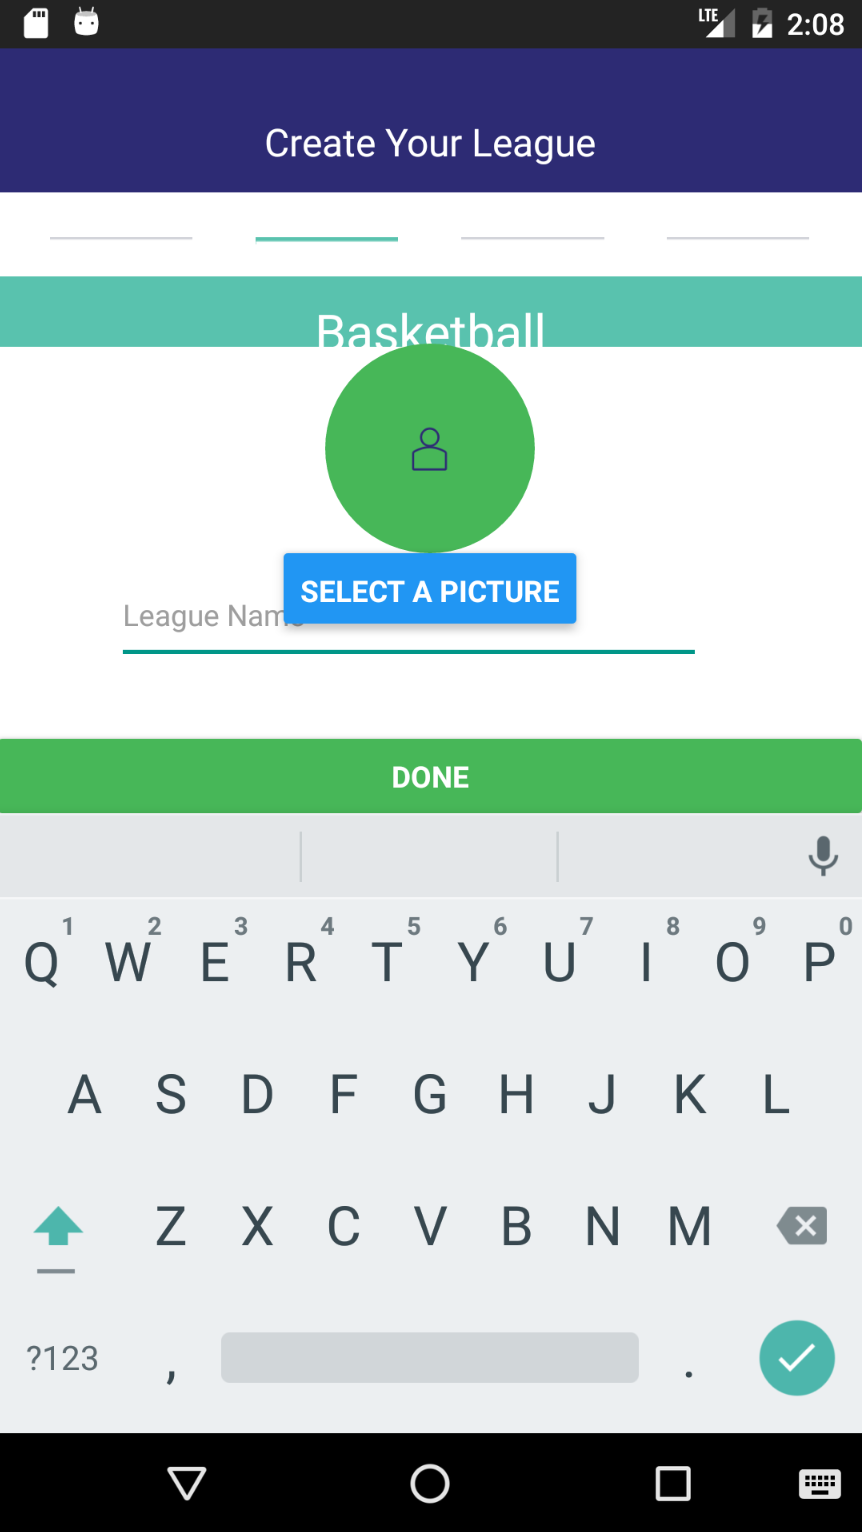 LTE 2:08
Create Your League
Basketball
SELECT A PICTURE
League Name
DONE
1 2 3 4 5 6 7 8 9 0
Q W E R T Y U I O P
A S D F G H J K L
Z X C V B N M
?123 , .